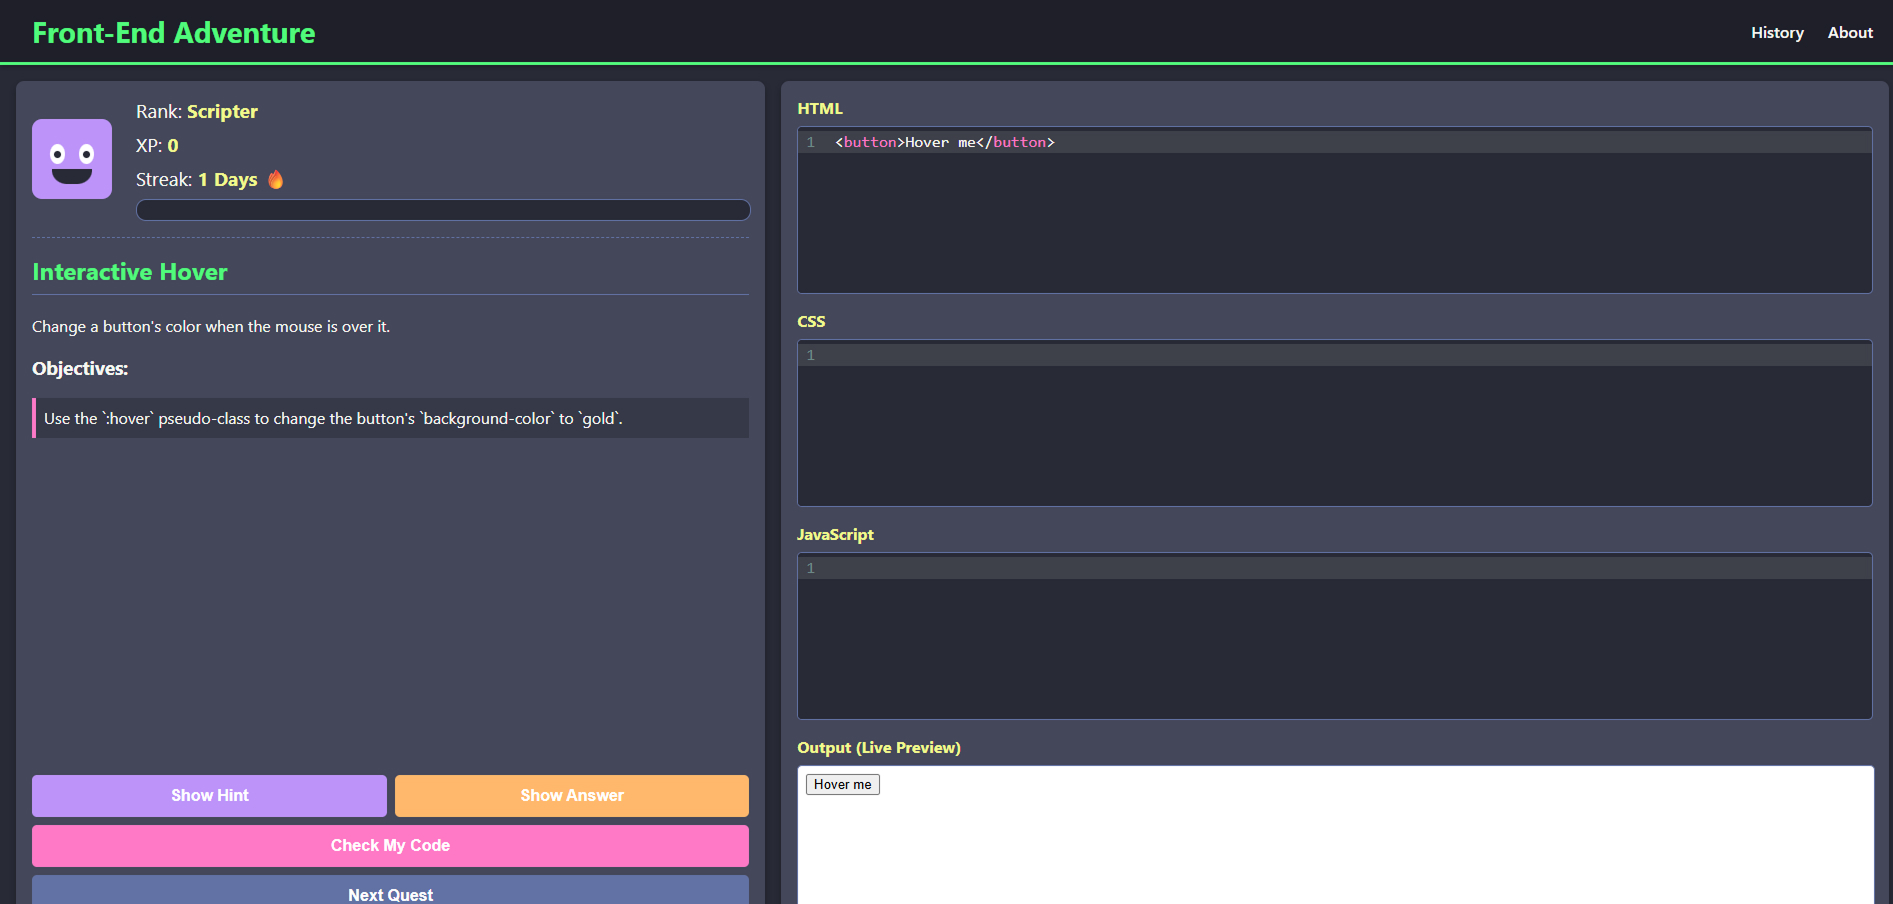 Front-End Adventure
History About
Rank: Scripter
XP: 0
Streak: 1 Days 🔥
Interactive Hover
Change a button's color when the mouse is over it.
Objectives:
Use the `:hover` pseudo-class to change the button's `background-color` to `gold`.
Show Hint
Show Answer
Check My Code
Next Quest
HTML
1 <button>Hover me</button>
CSS
1
JavaScript
1
Output (Live Preview)
Hover me